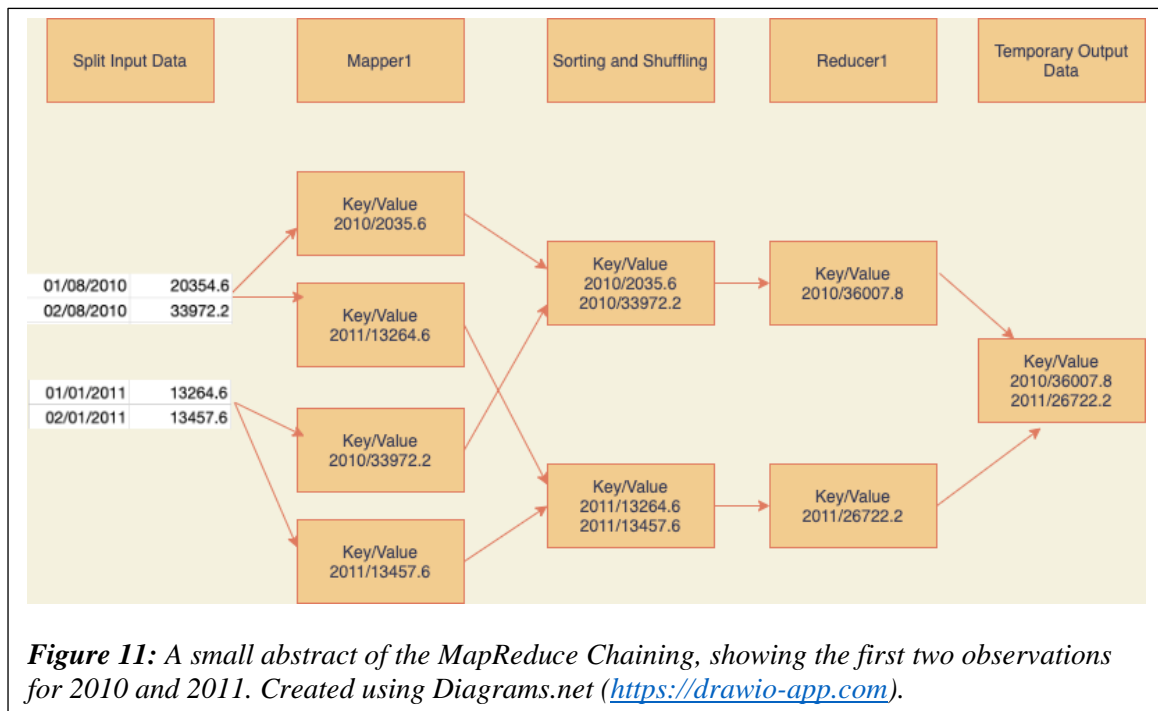 Split Input Data
Mapper1
Sorting and Shuffling
Reducer1
Temporary Output
Data
Key/Value
2010/2035.6
01/08/2010 20354.6
02/08/2010 33972.2
Key/Value
2011/13264.6
01/01/2011 13264.6
02/01/2011 13457.6
Key/Value
2010/33972.2
Key/Value
2011/13457.6
Key/Value
2010/2035.6
2010/33972.2
Key/Value
2011/13264.6
2011/13457.6
Key/Value
2010/36007.8
Key/Value
2011/26722.2
Key/Value
2010/36007.8
2011/26722.2
Figure 11: A small abstract of the MapReduce Chaining, showing the first two observations
for 2010 and 2011. Created using Diagrams.net (https://drawio-app.com).